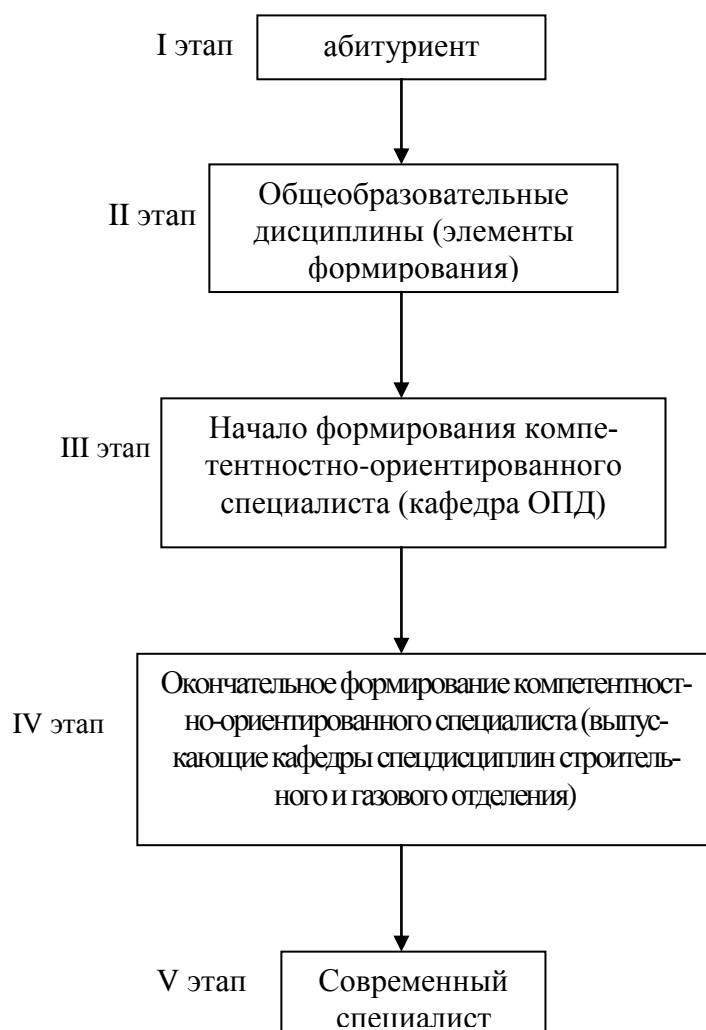 I этап
абитуриент
II этап
Общеобразовательные
дисциплины (элементы
формирования)
III этап
Начало формирования компе-
тентностно-ориентированного
специалиста (кафедра ОПД)
IV этап
Окончательное формирование компетентност-
но-ориентированного специалиста (выпус-
кающие кафедры спецдисциплин строитель-
ного и газового отделения)
V этап
Современный
специалист